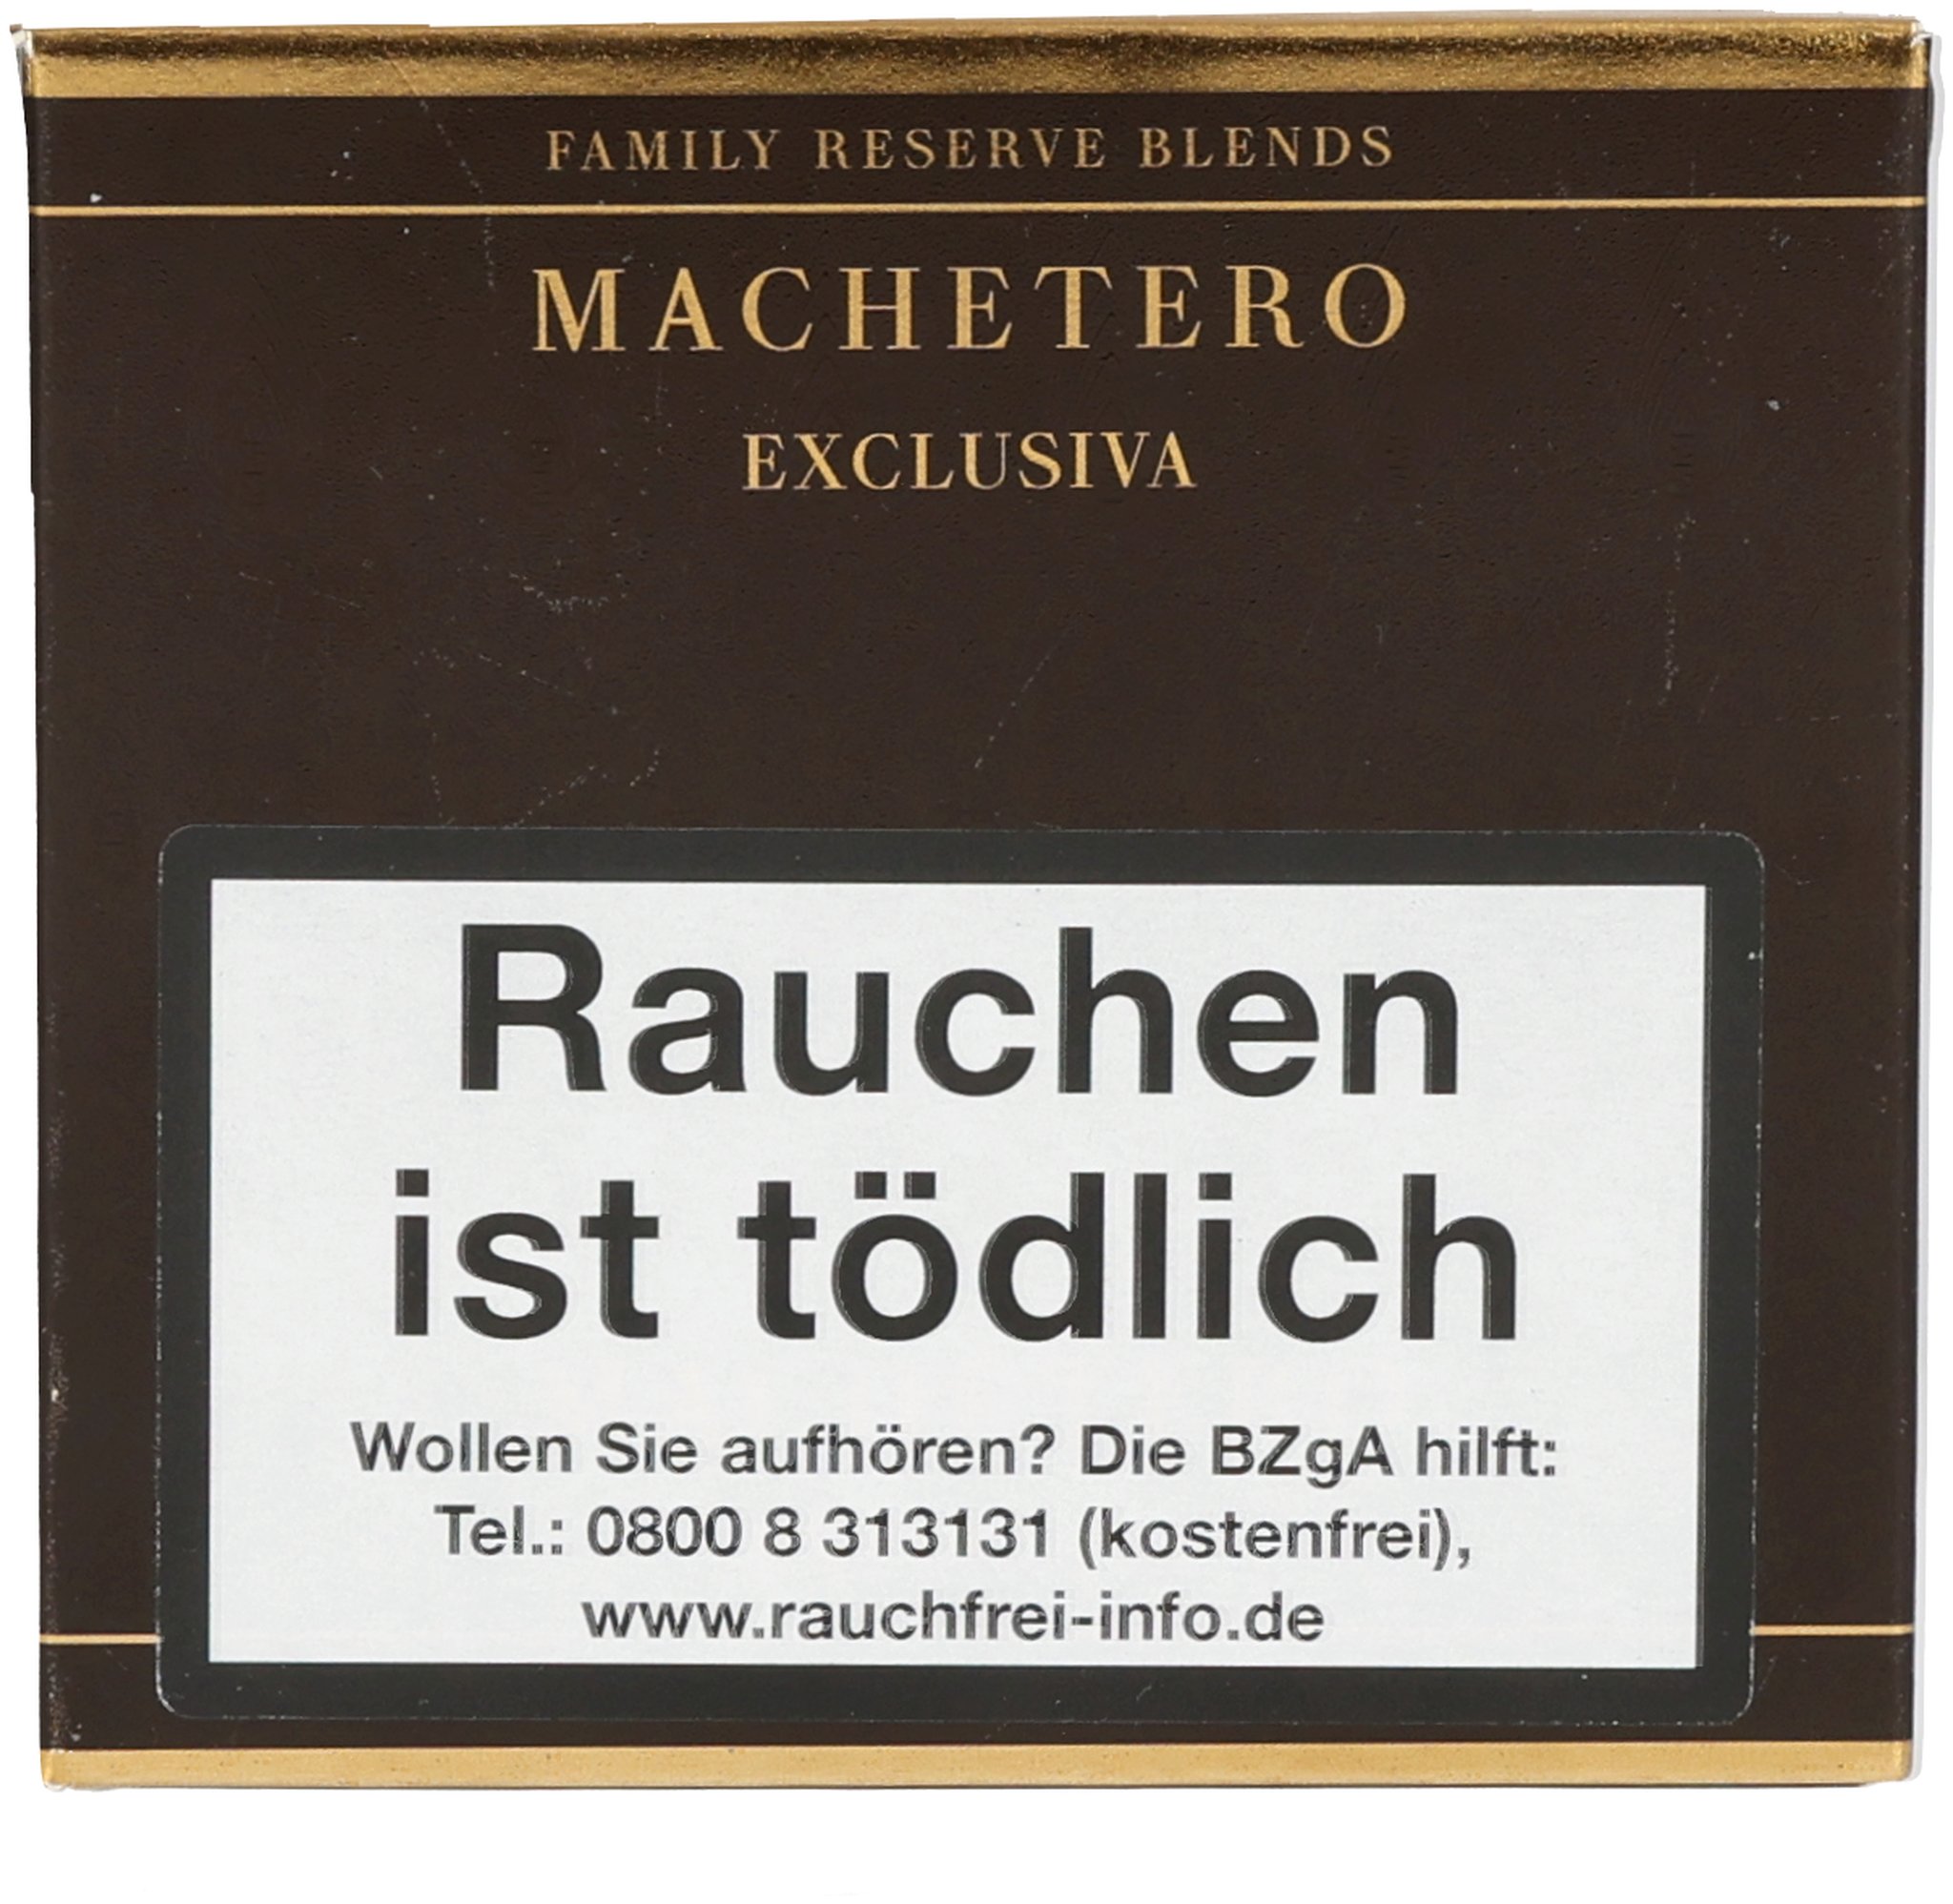 FAMILY RESERVE BLENDS
MACHETERO
EXCLUSIVA
Rauchen
ist tödlich
Wollen Sie aufhören? Die BZgA hilft:
Tel.: 0800 8 313131 (kostenfrei),
www.rauchfrei-info.de